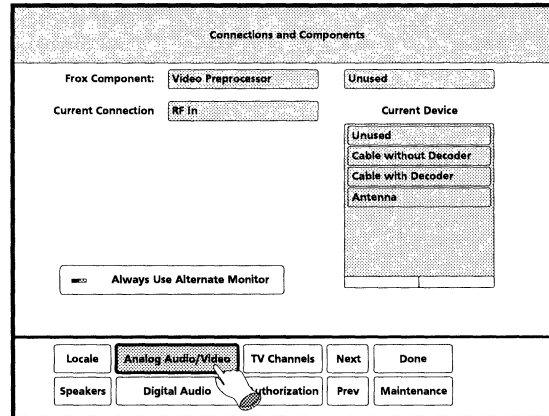 Connections and Components
Frox Component: Video Preprocessor Unused
Current Connection RF In Current Device
Unused
Cable without Decoder
Cable with Decoder
Antenna
Always Use Alternate Monitor
Locale Analog Audio/Video TV Channels Next Done
Speakers Digital Audio Authorization Prev Maintenance